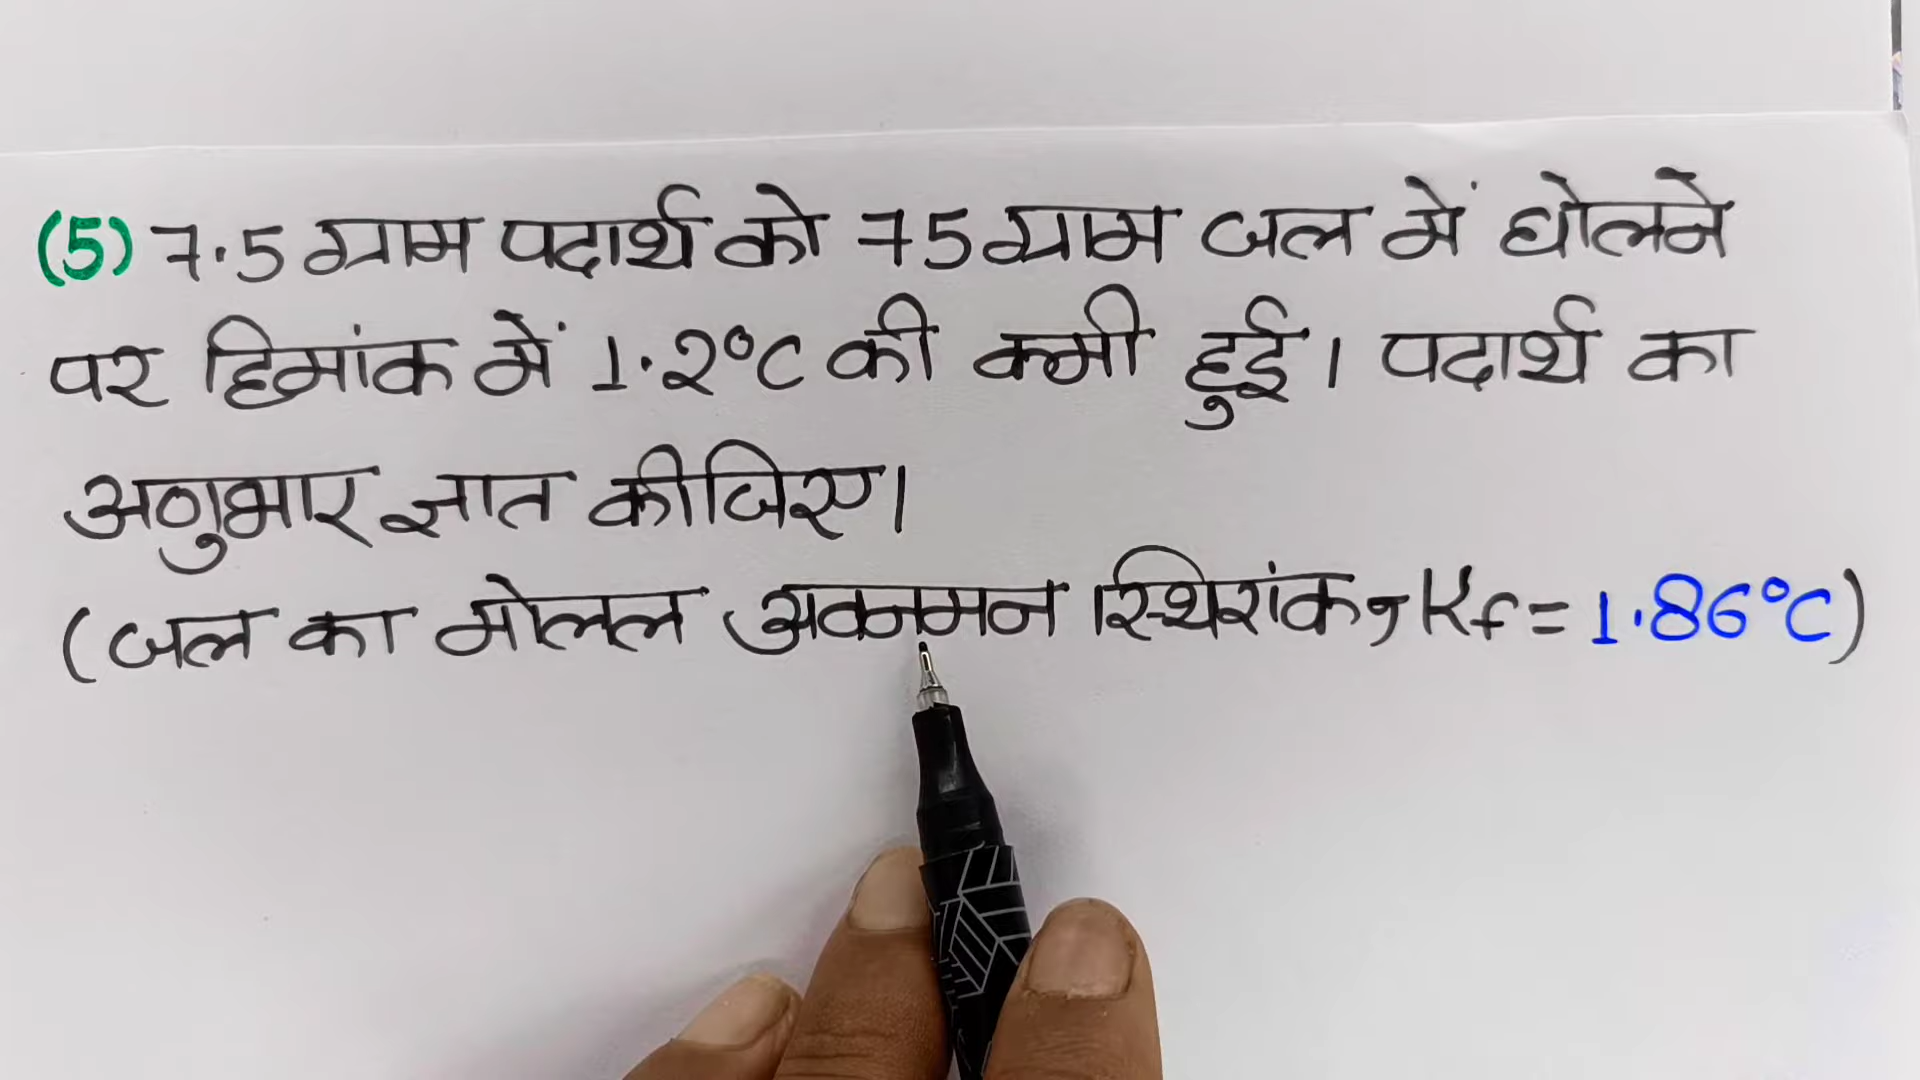 (5) 7.5 ग्राम पदार्थ को 75 ग्राम जल में घोलने
पर हिमांक में 1.2°C की कमी हुई। पदार्थ का
अणुभार ज्ञात कीजिए।
(जल का मोलल अवनमन स्थिरांक, Kf = 1.86°C)